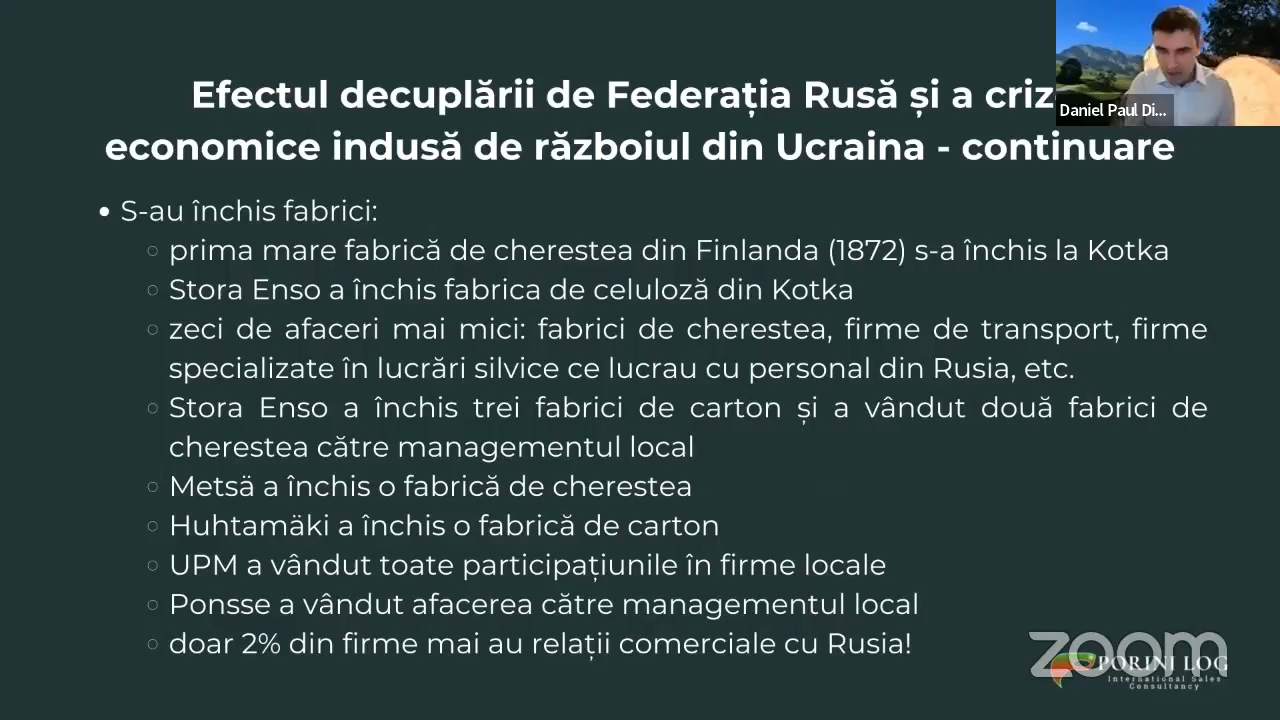 Efectul decuplării de Federația Rusă și a criz
economice indusă de războiul din Ucraina - continuare
Daniel Paul Di...
• S-au închis fabrici:
○ prima mare fabrică de cherestea din Finlanda (1872) s-a închis la Kotka
○ Stora Enso a închis fabrica de celuloză din Kotka
○ zeci de afaceri mai mici: fabrici de cherestea, firme de transport, firme
specializate în lucrări silvice ce lucrau cu personal din Rusia, etc.
○ Stora Enso a închis trei fabrici de carton și a vândut două fabrici de
cherestea către managementul local
○ Metsä a închis o fabrică de cherestea
○ Huhtamäki a închis o fabrică de carton
○ UPM a vândut toate participațiunile în firme locale
○ Ponsse a vândut afacerea către managementul local
○ doar 2% din firme mai au relații comerciale cu Rusia!
zoom
PORINI LOG
International Sales
Consultancy